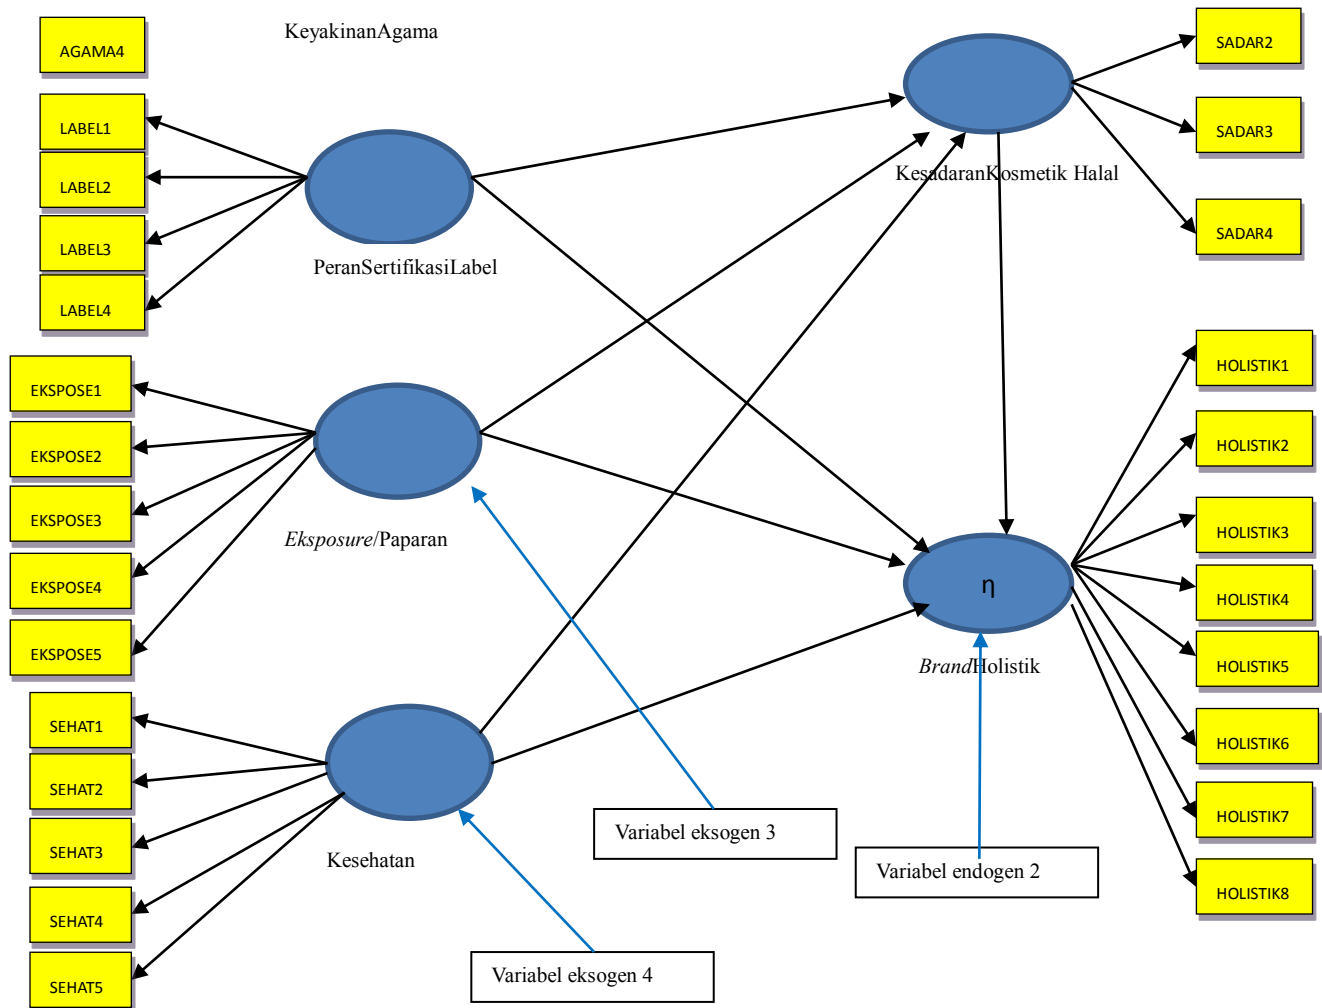 KeyakinanAgama
AGAMA4
LABEL1
LABEL2
LABEL3
LABEL4
PeranSertifikasiLabel
EKSPOSE1
EKSPOSE2
EKSPOSE3
EKSPOSE4
EKSPOSE5
Eksposure/Paparan
SEHAT1
SEHAT2
SEHAT3
SEHAT4
SEHAT5
Kesehatan
Variabel eksogen 3
Variabel eksogen 4
Variabel endogen 2
KesadaranKosmetik Halal
η
BrandHolistik
SADAR2
SADAR3
SADAR4
HOLISTIK1
HOLISTIK2
HOLISTIK3
HOLISTIK4
HOLISTIK5
HOLISTIK6
HOLISTIK7
HOLISTIK8